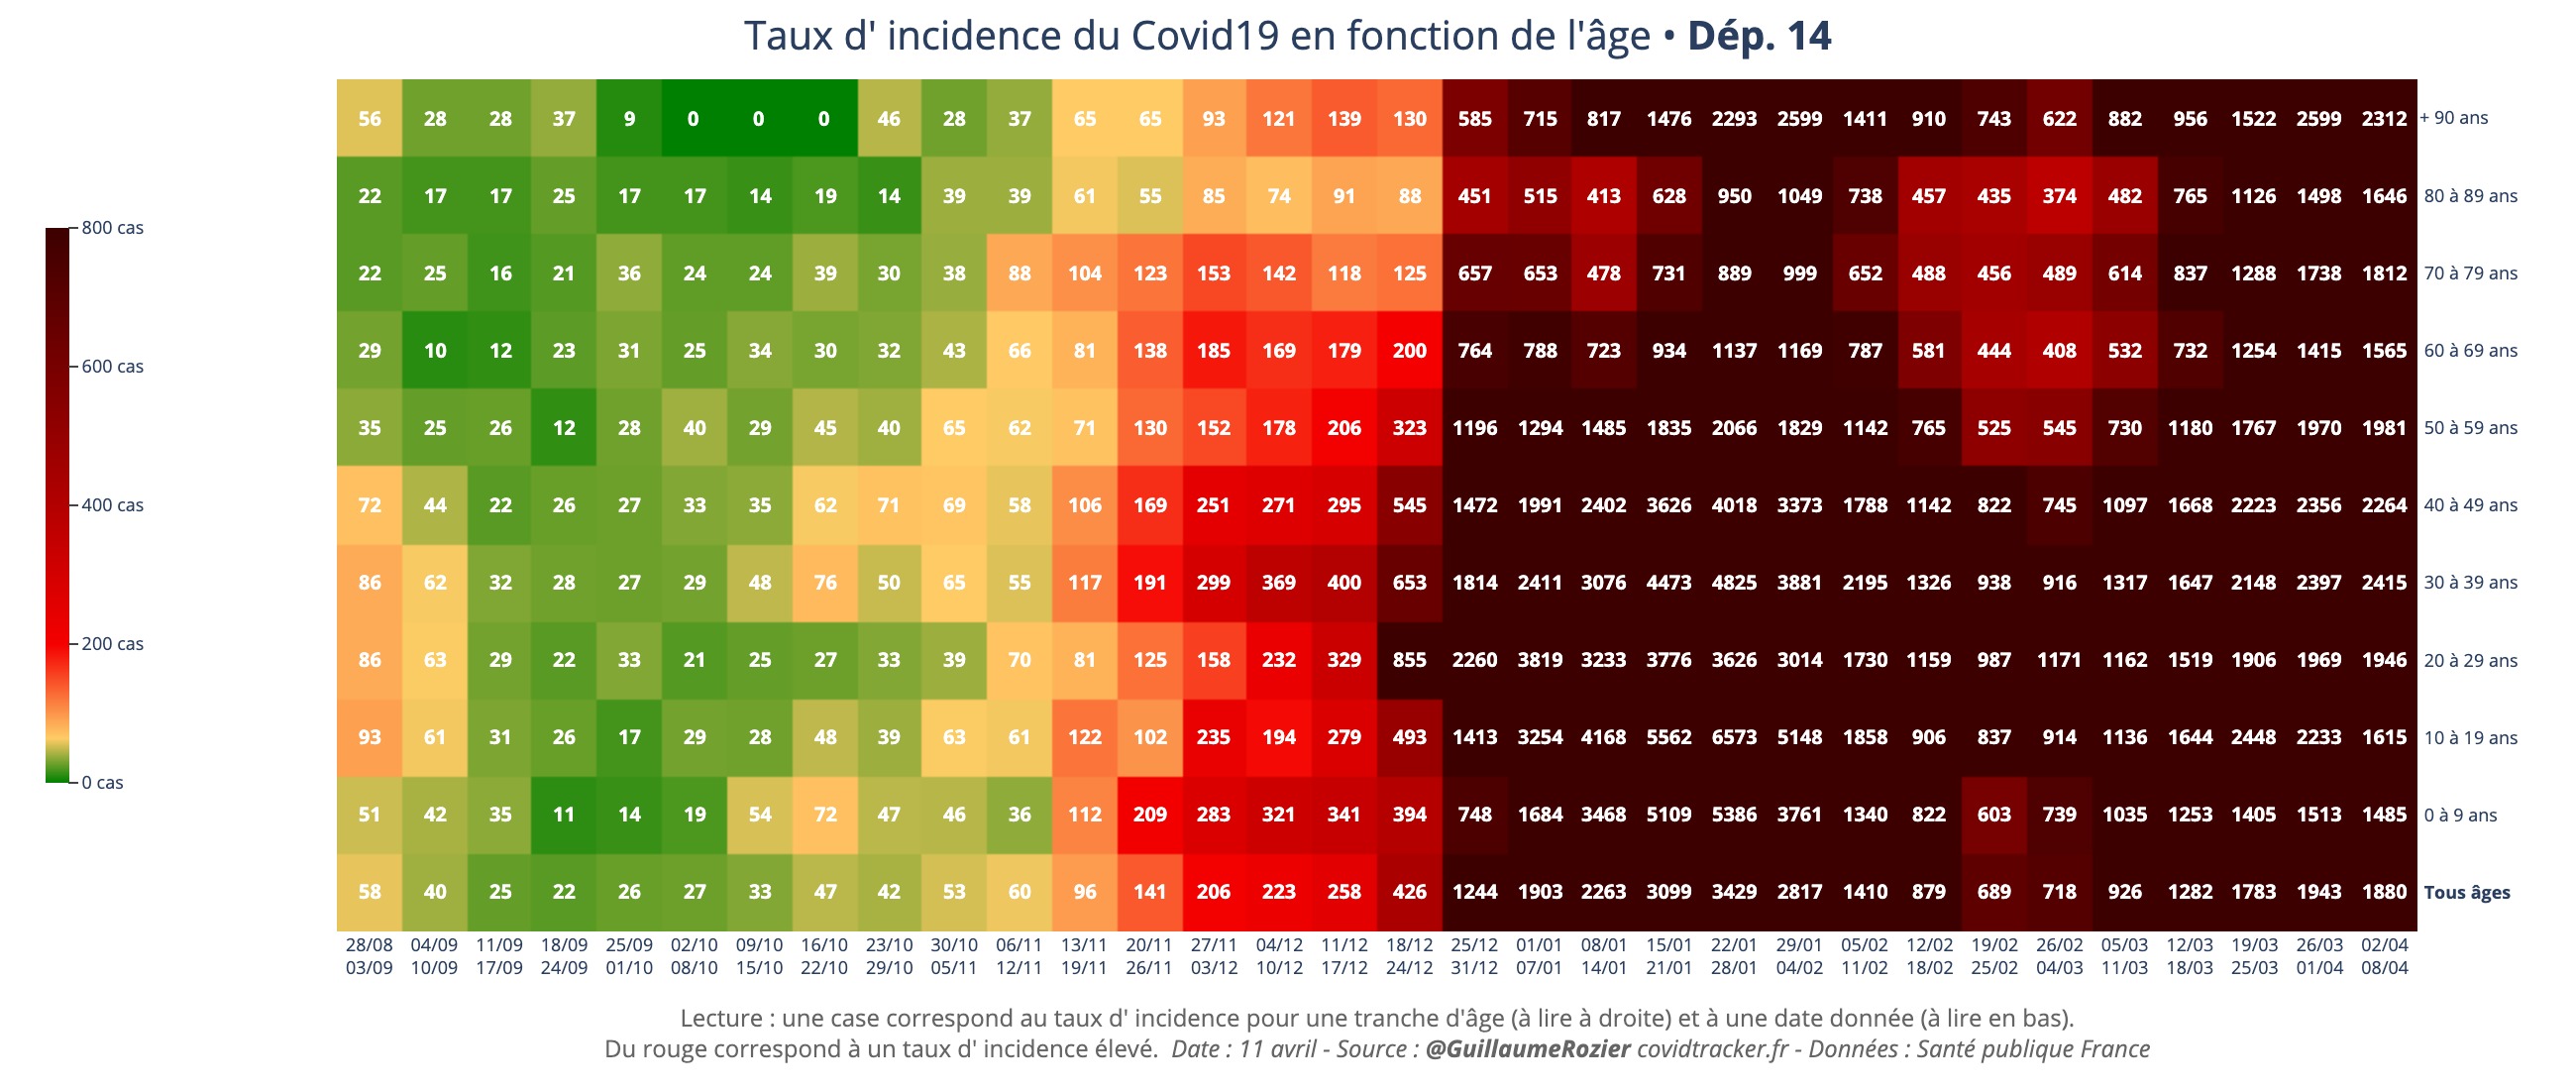 Taux d' incidence du Covid19 en fonction de l'âge • Dép. 14
800 cas
600 cas
400 cas
200 cas
0 cas
56 28 28 37 9 0 0 0 46 28 37 65 65 93 121 139 130 585 715 817 1476 2293 2599 1411 910 743 622 882 956 1522 2599 2312 + 90 ans
22 17 17 25 17 17 14 19 14 39 39 61 55 85 74 91 88 451 515 413 628 950 1049 738 457 435 374 482 765 1126 1498 1646 80 à 89 ans
22 25 16 21 36 24 24 39 30 38 88 104 123 153 142 118 125 657 653 478 731 889 999 652 488 456 489 614 837 1288 1738 1812 70 à 79 ans
29 10 12 23 31 25 34 30 32 43 66 81 138 185 169 179 200 764 788 723 934 1137 1169 787 581 444 408 532 732 1254 1415 1565 60 à 69 ans
35 25 26 12 28 40 29 45 40 65 62 71 130 152 178 206 323 1196 1294 1485 1835 2066 1829 1142 765 525 545 730 1180 1767 1970 1981 50 à 59 ans
72 44 22 26 27 33 35 62 71 69 58 106 169 251 271 295 545 1472 1991 2402 3626 4018 3373 1788 1142 822 745 1097 1668 2223 2356 2264 40 à 49 ans
86 62 32 28 27 29 48 76 50 65 55 117 191 299 369 400 653 1814 2411 3076 4473 4825 3881 2195 1326 938 916 1317 1647 2148 2397 2415 30 à 39 ans
86 63 29 22 33 21 25 27 33 39 70 81 125 158 232 329 855 2260 3819 3233 3776 3626 3014 1730 1159 987 1171 1162 1519 1906 1969 1946 20 à 29 ans
93 61 31 26 17 29 28 48 39 63 61 122 102 235 194 279 493 1413 3254 4168 5562 6573 5148 1858 906 837 914 1136 1644 2448 2233 1615 10 à 19 ans
51 42 35 11 14 19 54 72 47 46 36 112 209 283 321 341 394 748 1684 3468 5109 5386 3761 1340 822 603 739 1035 1253 1405 1513 1485 0 à 9 ans
58 40 25 22 26 27 33 47 42 53 60 96 141 206 223 258 426 1244 1903 2263 3099 3429 2817 1410 879 689 718 926 1282 1783 1943 1880 Tous âges
28/08 04/09 11/09 18/09 25/09 02/10 09/10 16/10 23/10 30/10 06/11 13/11 20/11 27/11 04/12 11/12 18/12 25/12 01/01 08/01 15/01 22/01 29/01 05/02 12/02 19/02 26/02 05/03 12/03 19/03 26/03 02/04
03/09 10/09 17/09 24/09 01/10 08/10 15/10 22/10 29/10 05/11 12/11 19/11 26/11 03/12 10/12 17/12 24/12 31/12 07/01 14/01 21/01 28/01 04/02 11/02 18/02 25/02 04/03 11/03 18/03 25/03 01/04 08/04
Lecture : une case correspond au taux d' incidence pour une tranche d'âge (à lire à droite) et à une date donnée (à lire en bas).
Du rouge correspond à un taux d' incidence élevé. Date : 11 avril - Source : @GuillaumeRozier covidtracker.fr - Données : Santé publique France